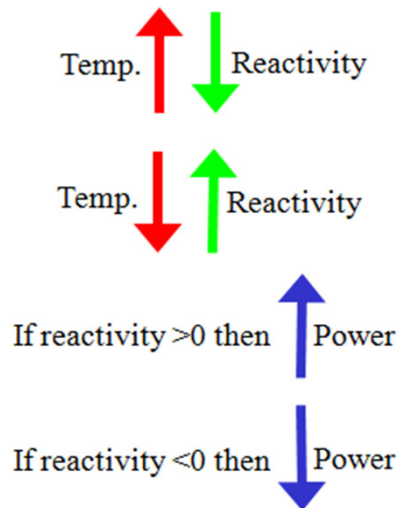 Temp. Reactivity
Temp. Reactivity
If reactivity >0 then Power
If reactivity <0 then Power